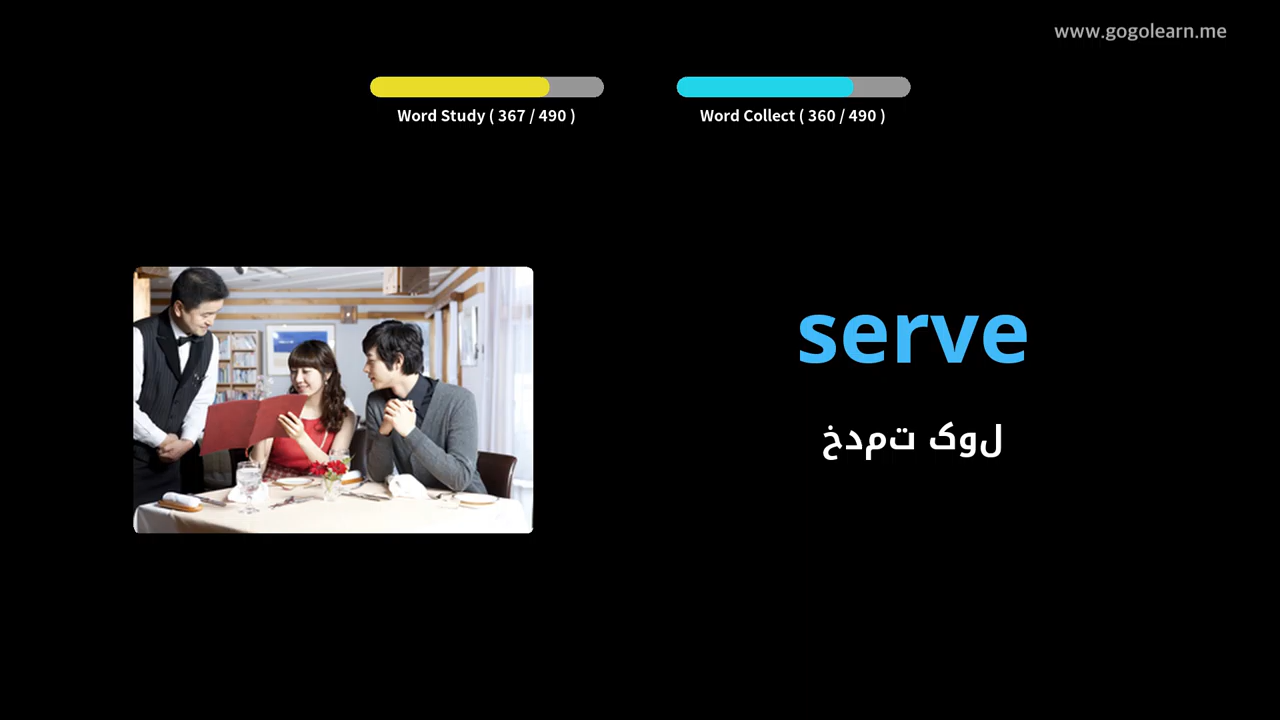 www.gogolearn.me
Word Study ( 367 / 490 )
Word Collect ( 360 / 490 )
serve
خدمت کول